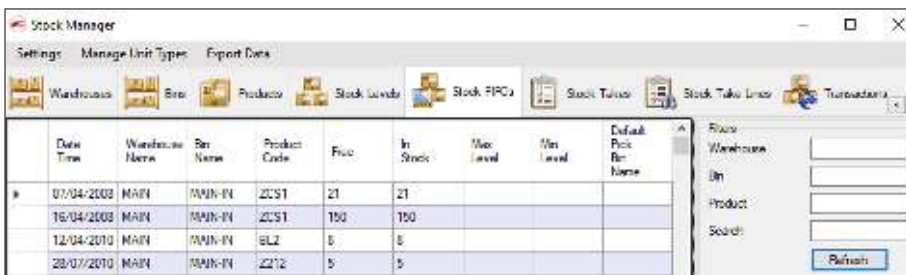 Stock Manager
Settings Manage Unit Types Export Data
Warehouses Bins Products Stock Levels Stock FIFOs Stock Takes Stock Take Lines Transactions
Date Time Warehouse Name Bin Name Product Code Free In Stock Max Level Min Level Default Pick Bin Name
07/04/2008 MAIN MAIN-IN ZCS1 21 21
16/04/2008 MAIN MAIN-IN ZCS1 150 150
12/04/2010 MAIN MAIN-IN BL2 6 6
28/07/2010 MAIN MAIN-IN Z212 5 5
Filters
Warehouse
Bin
Product
Search
Refresh